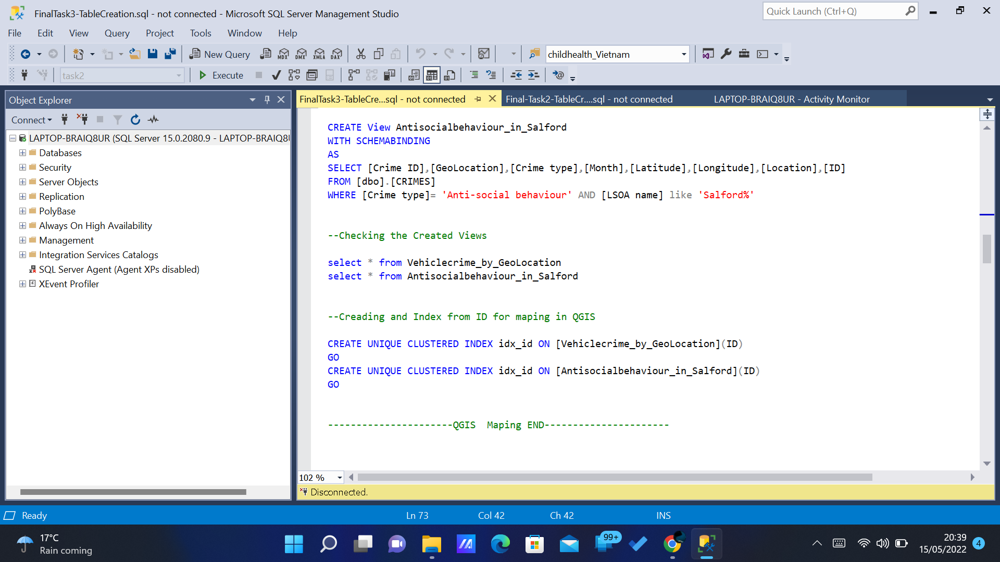 FinalTask3-TableCreation.sql - not connected - Microsoft SQL Server Management Studio
Quick Launch (Ctrl+Q)
File Edit View Query Project Tools Window Help
New Query MDX DMX XMLA DAX childhealth_Vietnam
task2 Execute
Object Explorer
FinalTask3-TableCre...sql - not connected Final-Task2-TableCr....sql - not connected LAPTOP-BRAIQ8UR - Activity Monitor
Connect
LAPTOP-BRAIQ8UR (SQL Server 15.0.2080.9 - LAPTOP-BRAIQ8U
Databases
Security
Server Objects
Replication
PolyBase
Always On High Availability
Management
Integration Services Catalogs
SQL Server Agent (Agent XPs disabled)
XEvent Profiler
CREATE View Antisocialbehaviour_in_Salford
WITH SCHEMABINDING
AS
SELECT [Crime ID],[GeoLocation],[Crime type],[Month],[Latitude],[Longitude],[Location],[ID]
FROM [dbo].[CRIMES]
WHERE [Crime type]= 'Anti-social behaviour' AND [LSOA name] like 'Salford%'
--Checking the Created Views
select * from Vehiclecrime_by_GeoLocation
select * from Antisocialbehaviour_in_Salford
--Creading and Index from ID for maping in QGIS
CREATE UNIQUE CLUSTERED INDEX idx_id ON [Vehiclecrime_by_GeoLocation](ID)
GO
CREATE UNIQUE CLUSTERED INDEX idx_id ON [Antisocialbehaviour_in_Salford](ID)
GO
----------------------QGIS  Maping END----------------------
102 %
Disconnected.
Ready Ln 73 Col 42 Ch 42 INS
17°C
Rain coming
99+
20:39
15/05/2022
4